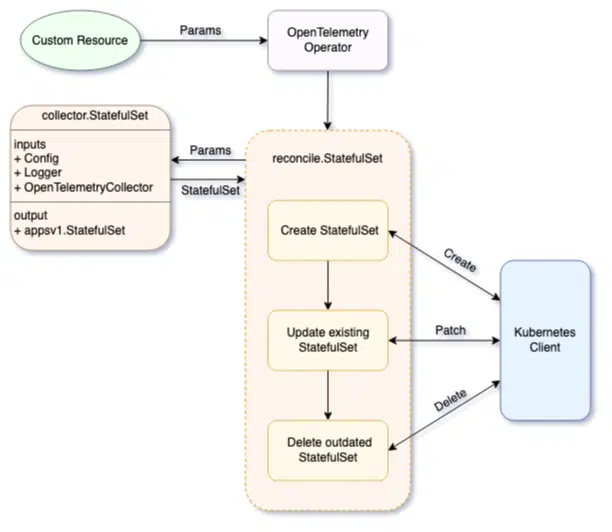 Custom Resource
Params
OpenTelemetry
Operator
collector.StatefulSet
inputs
+ Config
+ Logger
+ OpenTelemetryCollector
output
+ appsv1.StatefulSet
Params
StatefulSet
reconcile.StatefulSet
Create StatefulSet
Create
Update existing
StatefulSet
Patch
Kubernetes
Client
Delete
Delete outdated
StatefulSet